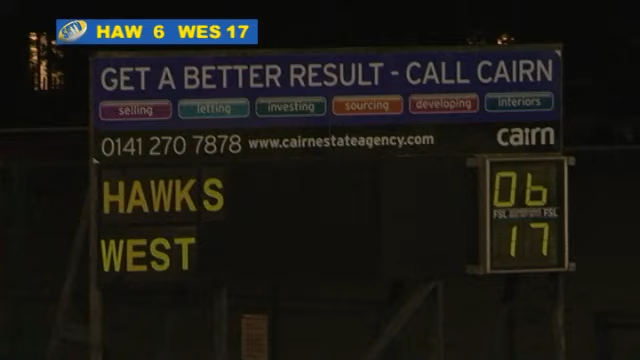 HAW 6 WES 17
GET A BETTER RESULT - CALL CAIRN
selling letting investing sourcing developing interiors
0141 270 7878 www.cairnestateagency.com cairn
HAWKS 06
FSL FSL
WEST 17